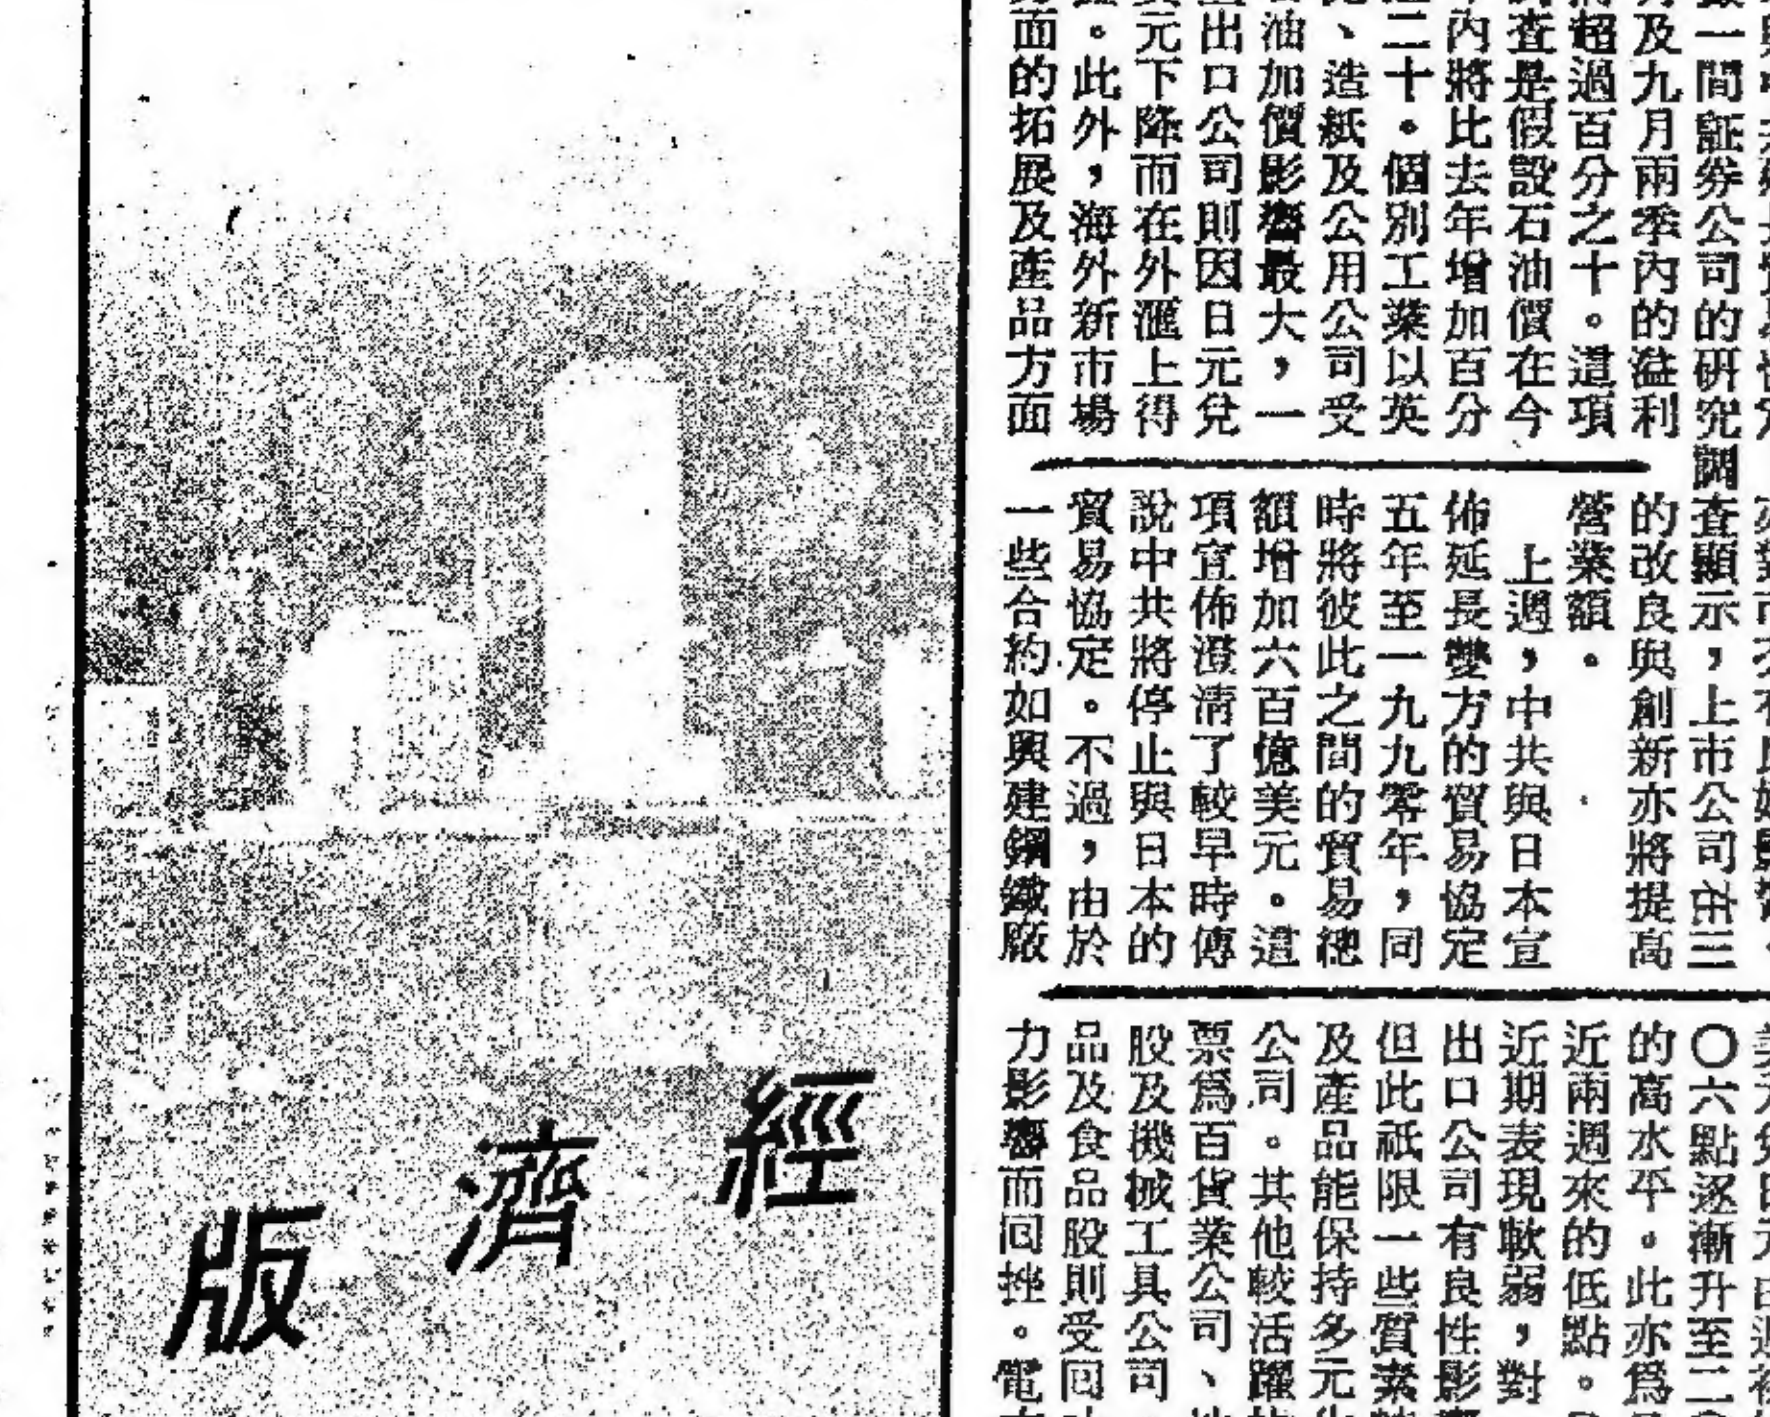 一間証券公司的研究調查顯示，上市公司在三
及九月兩季內的溢利
超過百分之十。這項
查是假設石油價在今
內將比去年增加百分
二十。個別工業以英
、造紙及公用公司受
油加價影響最大，一
出口公司則因日元兌
元下降而在外滙上得
。此外，海外新市場
面的拓展及產品方面
的改良與創新亦將提高
營業額。
上週，中共與日本宣
佈延長雙方的貿易協定
五年至一九九零年，同
時將彼此之間的貿易總
額增加六百億美元。這
項宣佈澄清了較早時傳
說中共將停止與日本的
貿易協定。不過，由於
一些合約如興建鋼鐵廠
〇六點逐漸升至二
的高水平。此亦爲
近兩週來的低點。
近期表現軟弱，對
出口公司有良性影
但此祇限一些質素
及產品能保持多元
公司。其他較活躍
票爲百貨業公司、
股及機械工具公司
品及食品股則受回
力影響而回挫。電
經濟版